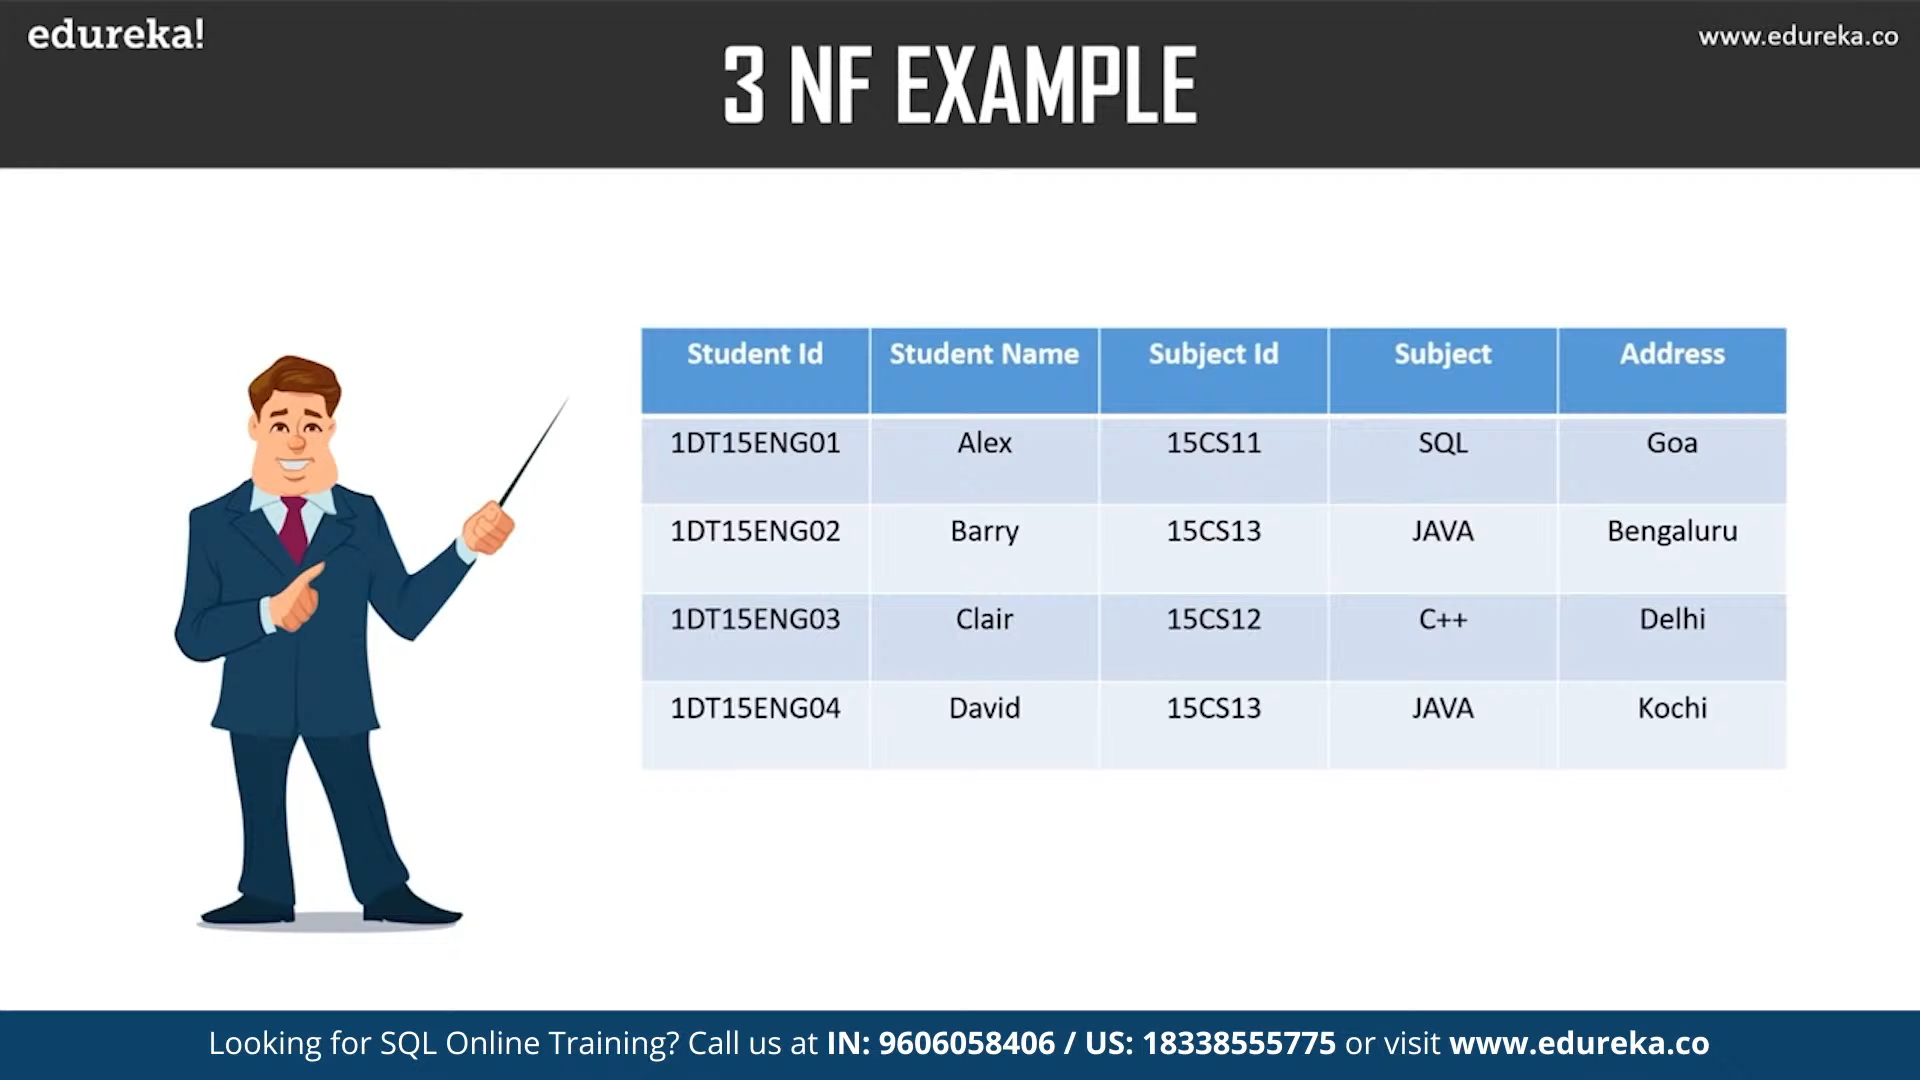 edureka!
www.edureka.co
3 NF EXAMPLE
Student Id Student Name Subject Id Subject Address
1DT15ENG01 Alex 15CS11 SQL Goa
1DT15ENG02 Barry 15CS13 JAVA Bengaluru
1DT15ENG03 Clair 15CS12 C++ Delhi
1DT15ENG04 David 15CS13 JAVA Kochi
Looking for SQL Online Training? Call us at IN: 9606058406 / US: 18338555775 or visit www.edureka.co